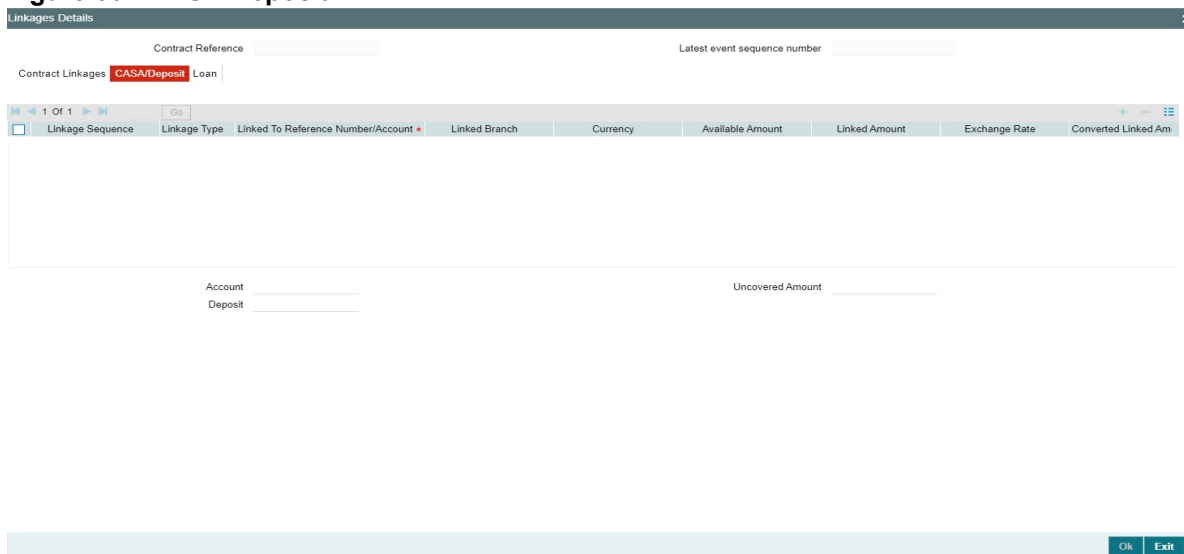 Linkages Details
Contract Reference Latest event sequence number
Contract Linkages CASA/Deposit Loan
1 Of 1 Go
Linkage Sequence Linkage Type Linked To Reference Number/Account * Linked Branch Currency Available Amount Linked Amount Exchange Rate Converted Linked Am
Account Uncovered Amount
Deposit
Ok Exit